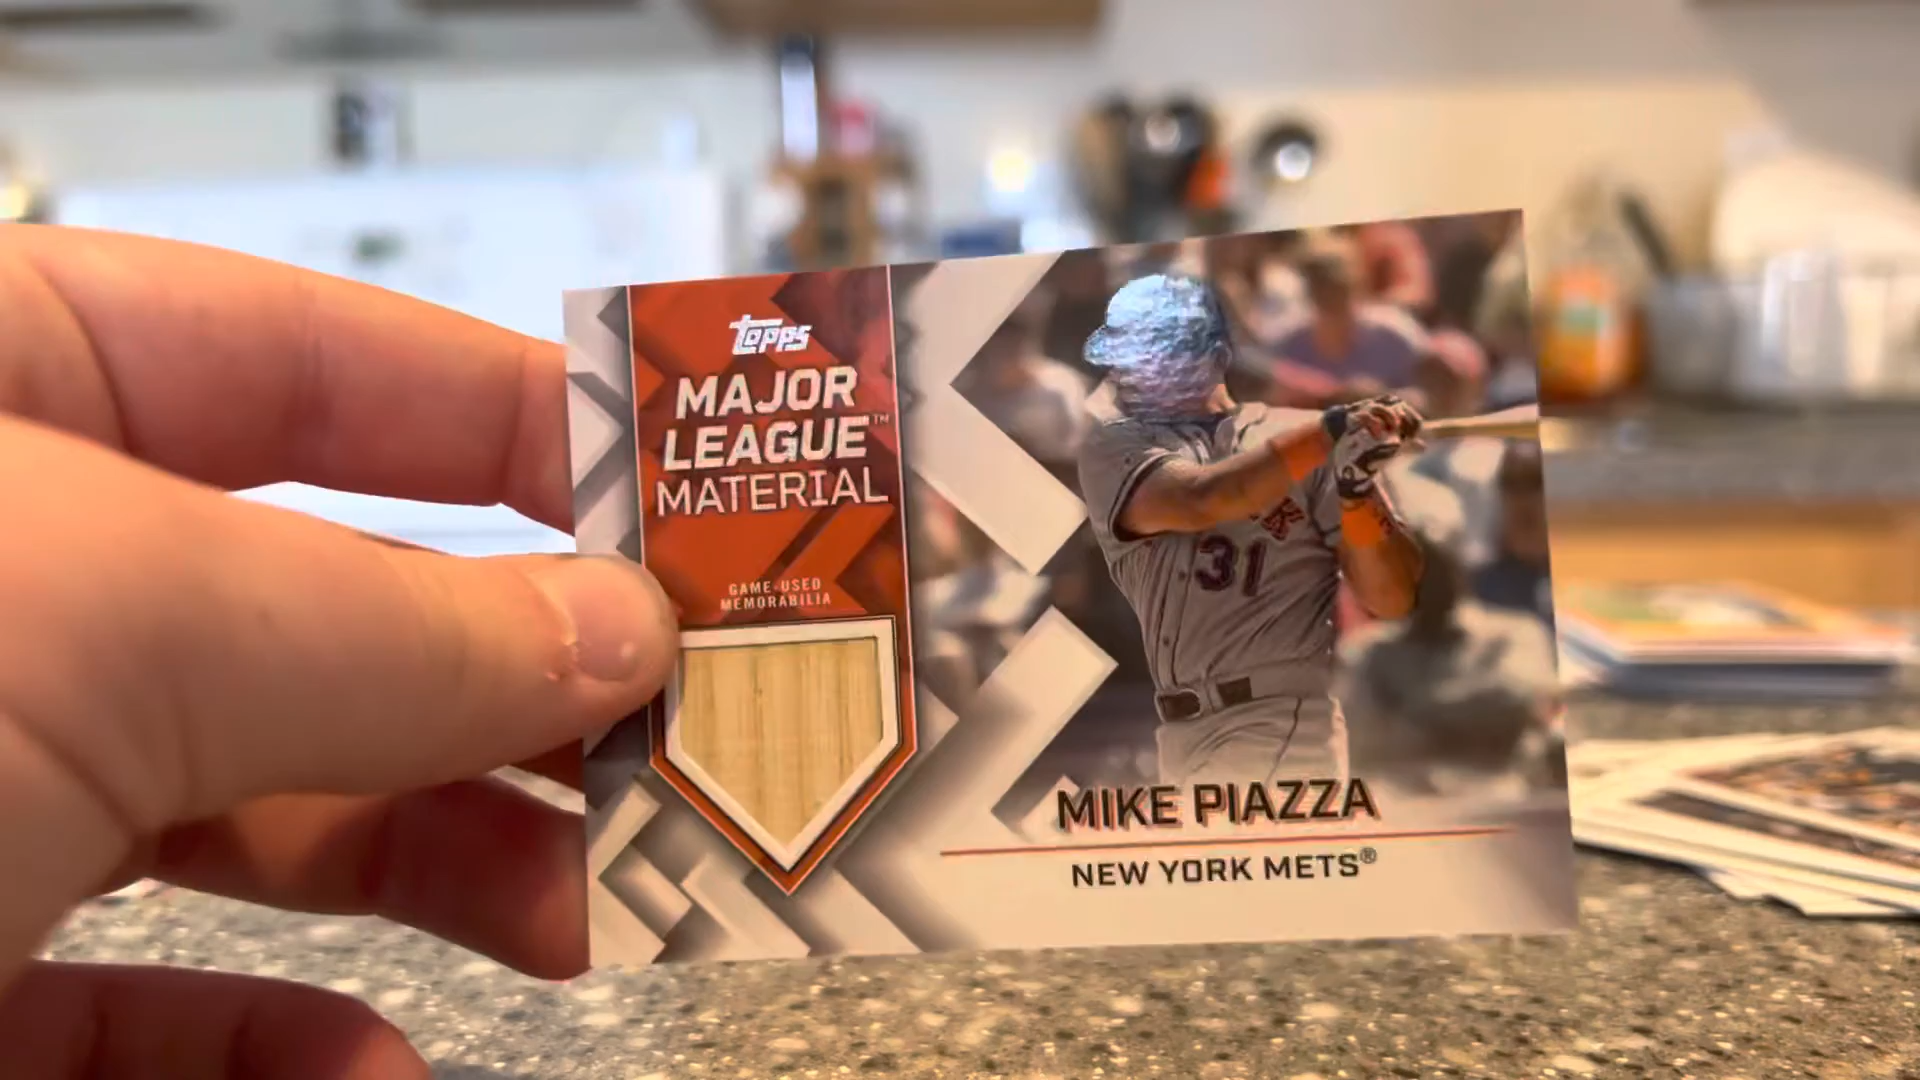 topps
MAJOR
LEAGUE™
MATERIAL
GAME-USED
MEMORABILIA
31
MIKE PIAZZA
NEW YORK METS®